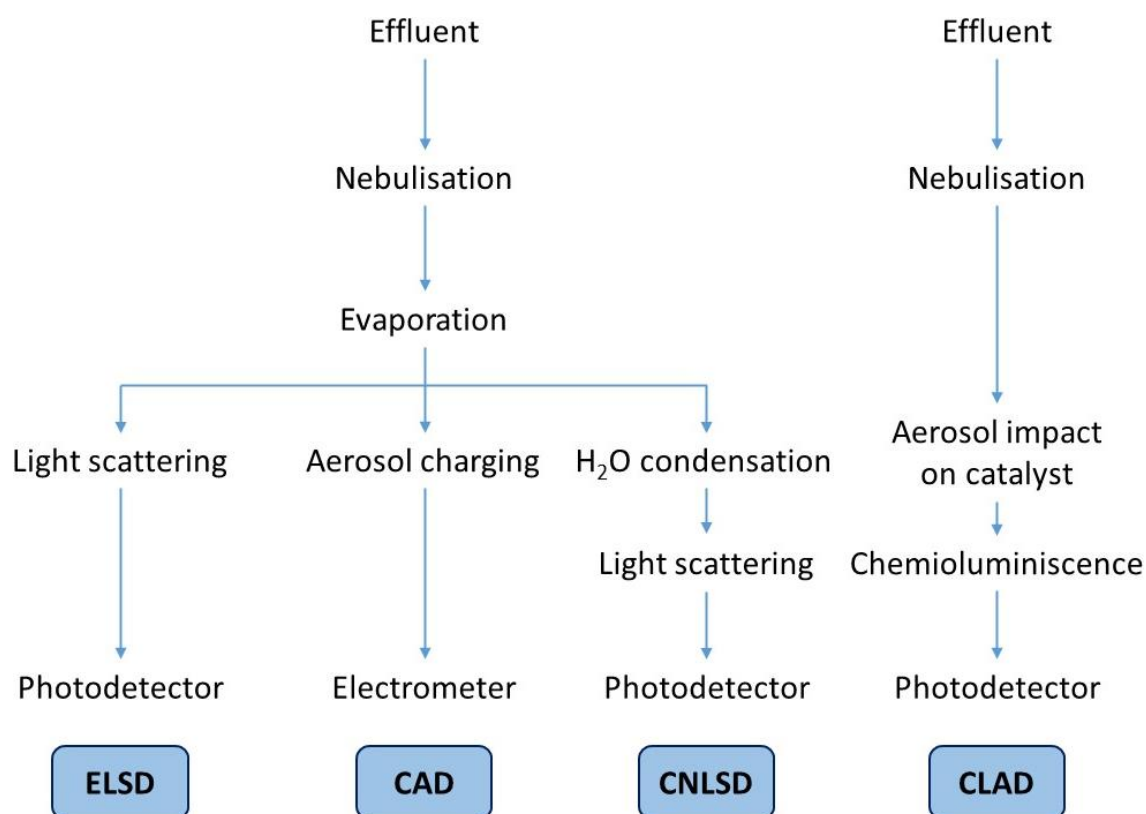 Effluent
Effluent
Nebulisation
Nebulisation
Evaporation
Light scattering
Aerosol charging
H₂O condensation
Aerosol impact
on catalyst
Light scattering
Chemioluminiscence
Photodetector
Electrometer
Photodetector
Photodetector
ELSD
CAD
CNLSD
CLAD